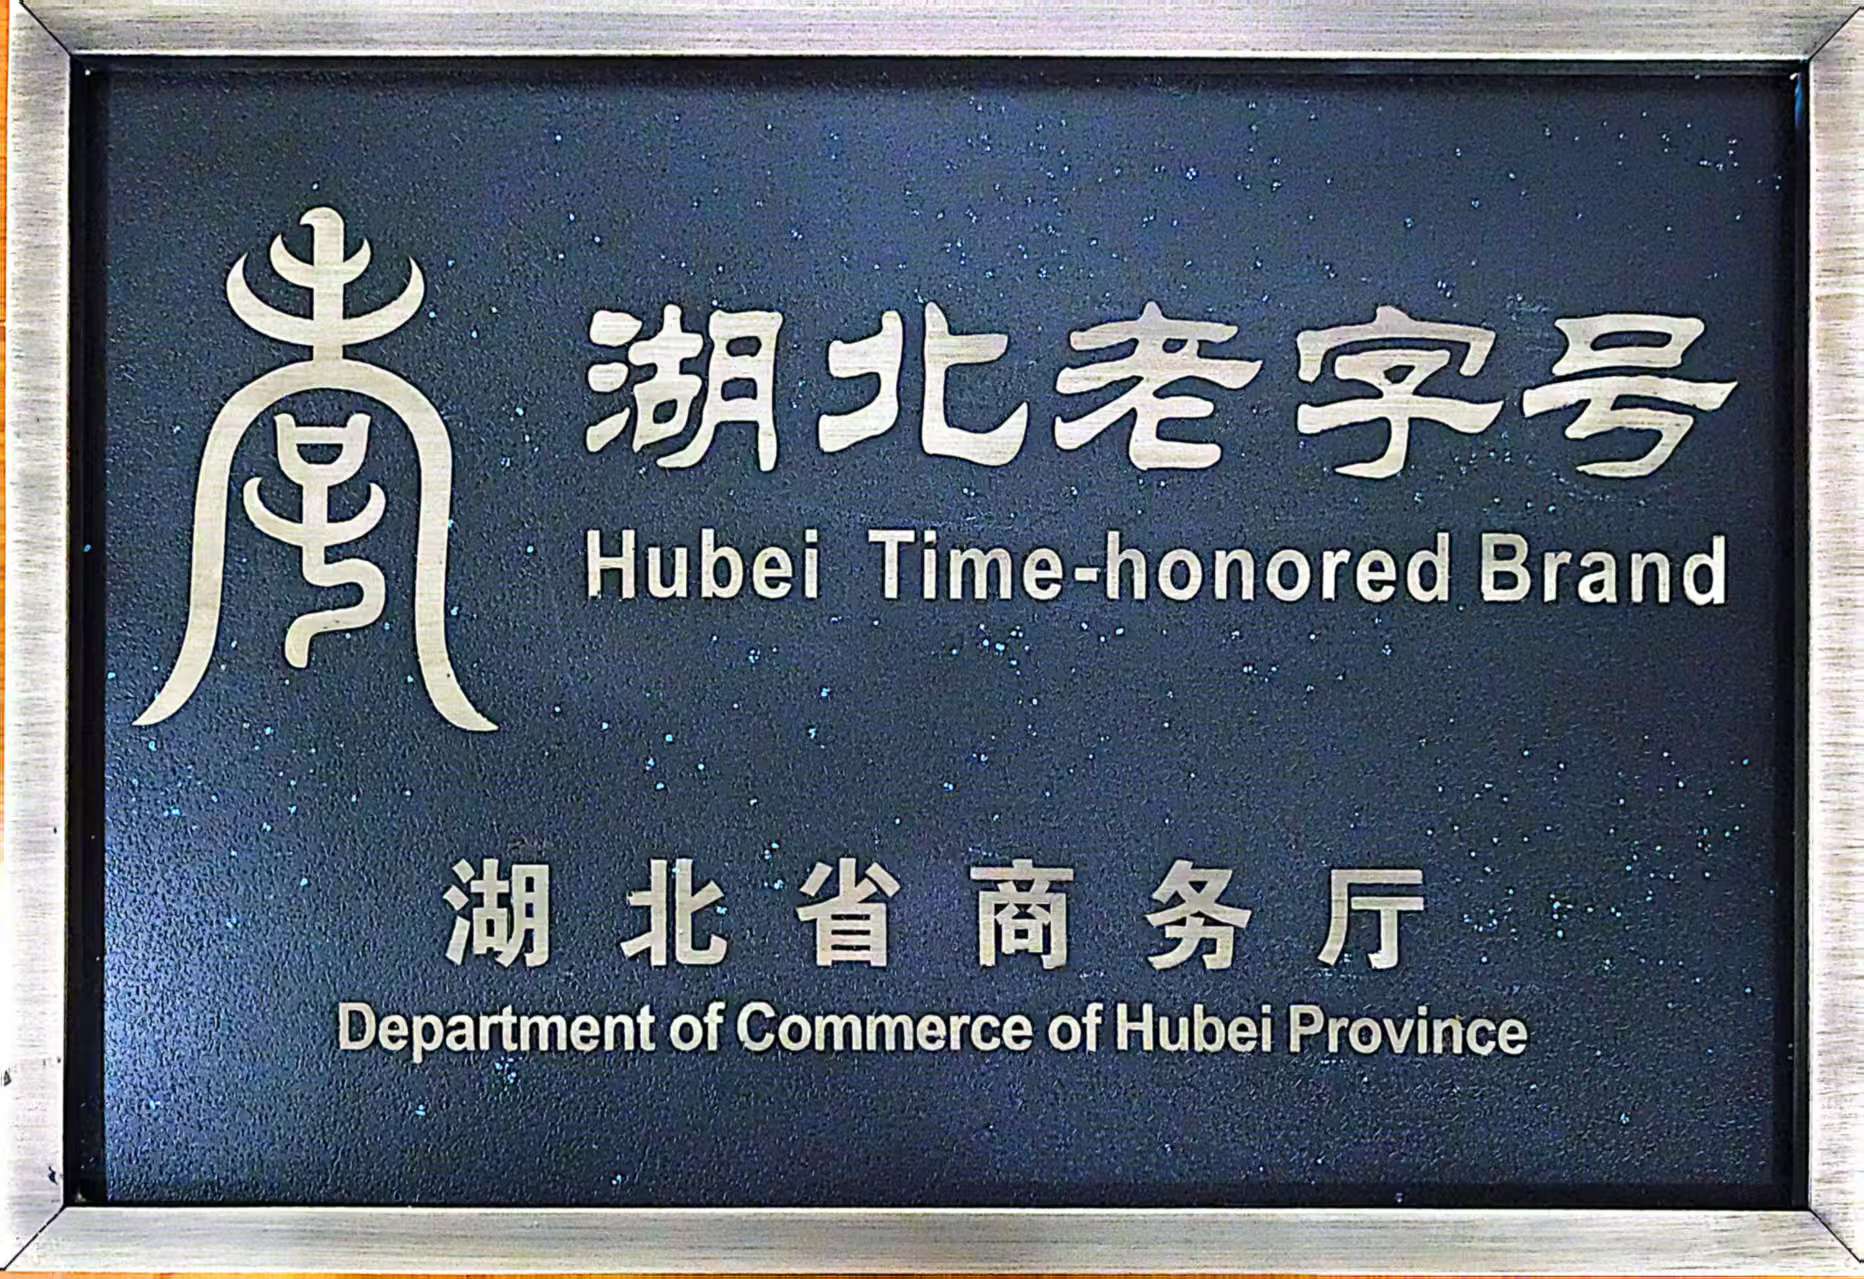 湖北老字号
Hubei Time-honored Brand
湖北省商务厅
Department of Commerce of Hubei Province